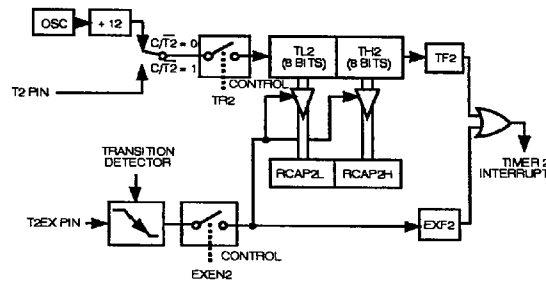 OSC
÷ 12
C/T2 = 0
C/T2 = 1
TL2
(8 BITS)
TH2
(8 BITS)
TF2
CONTROL
TR2
T2 PIN
TRANSITION
DETECTOR
RCAP2L
RCAP2H
TIMER 2
INTERRUPT
T2EX PIN
EXF2
CONTROL
EXEN2